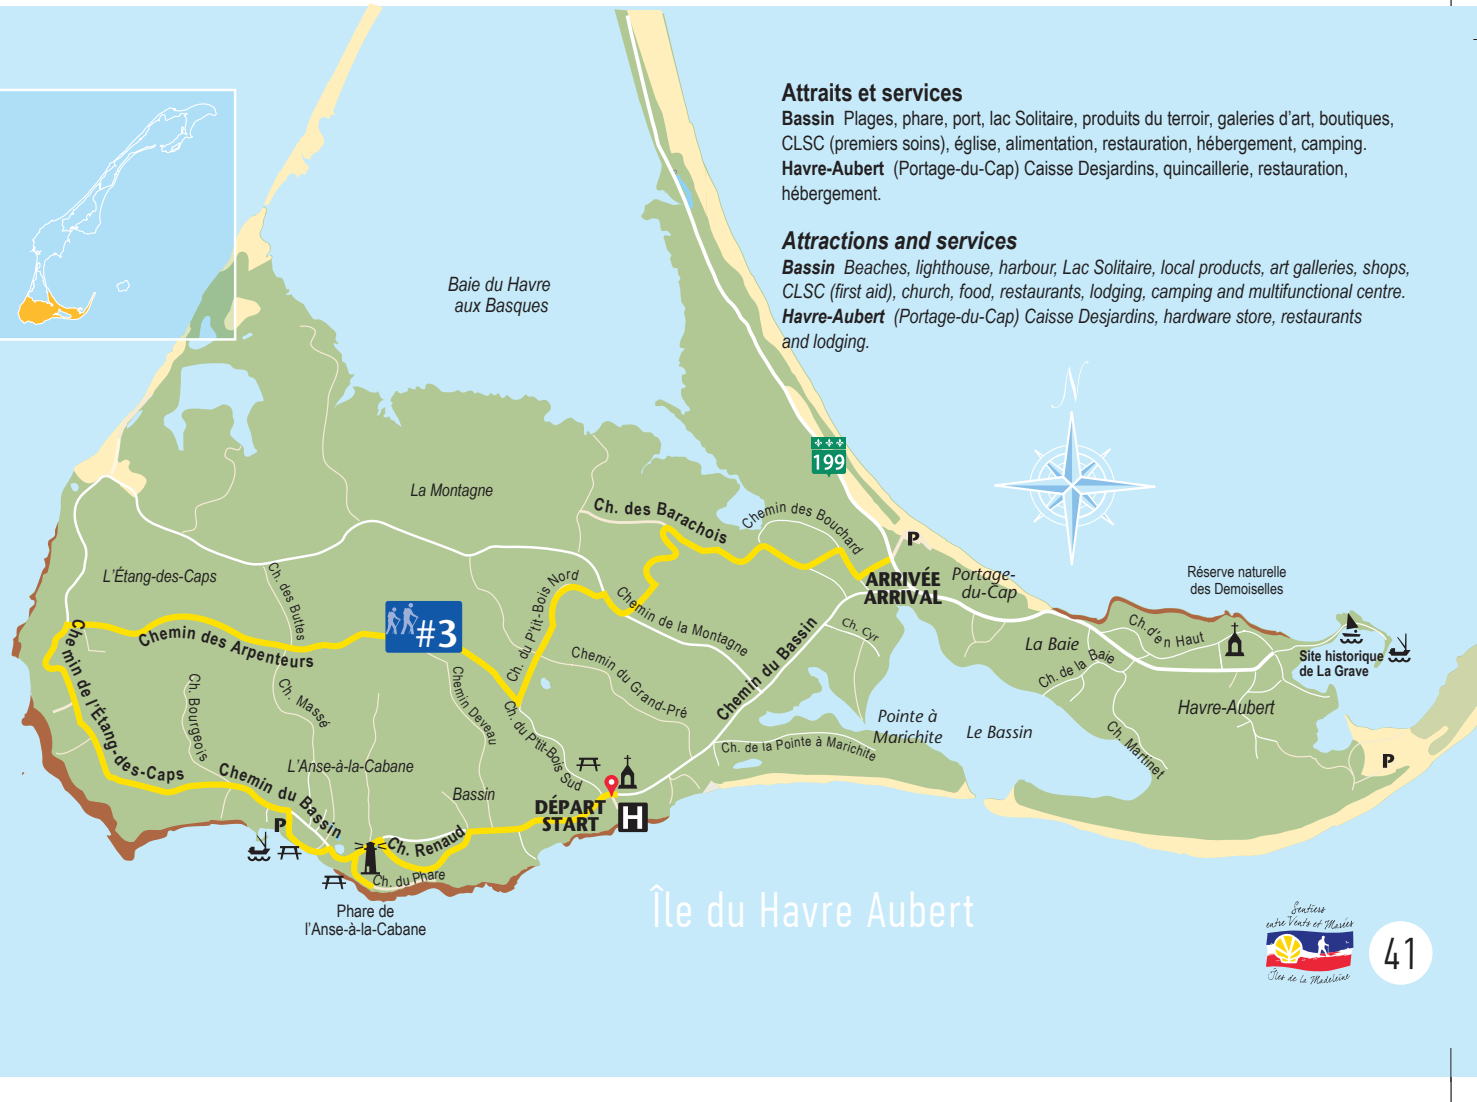 Attraits et services
Bassin Plages, phare, port, lac Solitaire, produits du terroir, galeries d'art, boutiques,
CLSC (premiers soins), église, alimentation, restauration, hébergement, camping.
Havre-Aubert (Portage-du-Cap) Caisse Desjardins, quincaillerie, restauration,
hébergement.
Attractions and services
Bassin Beaches, lighthouse, harbour, Lac Solitaire, local products, art galleries, shops,
CLSC (first aid), church, food, restaurants, lodging, camping and multifunctional centre.
Havre-Aubert (Portage-du-Cap) Caisse Desjardins, hardware store, restaurants
and lodging.
Baie du Havre
aux Basques
N
199
La Montagne
Ch. des Barachois
Chemin des Bouchard
P
ARRIVÉE
ARRIVAL
Portage-
du-Cap
Réserve naturelle
des Demoiselles
L'Étang-des-Caps
Ch. des Buttes
Ch. du P'tit-Bois Nord
Chemin de la Montagne
Ch. Cyr
La Baie
Ch. d'en Haut
Ch. de la Baie
Site historique
de La Grave
Chemin des Arpenteurs
#3
Chemin du Grand-Pré
Chemin du Bassin
Chemin de l'Étang-des-Caps
Ch. Bourgeois
Ch. Massé
Chemin Deveau
Ch. du P'tit-Bois Sud
Ch. de la Pointe à Marichite
Pointe à
Marichite
Le Bassin
Havre-Aubert
Ch. Martinet
P
L'Anse-à-la-Cabane
Chemin du Bassin
Bassin
DÉPART
START
H
P
Ch. Renaud
Ch. du Phare
Phare de
l'Anse-à-la-Cabane
Île du Havre Aubert
Sentiers
entre Vents et Marées
Îles de la Madeleine
41